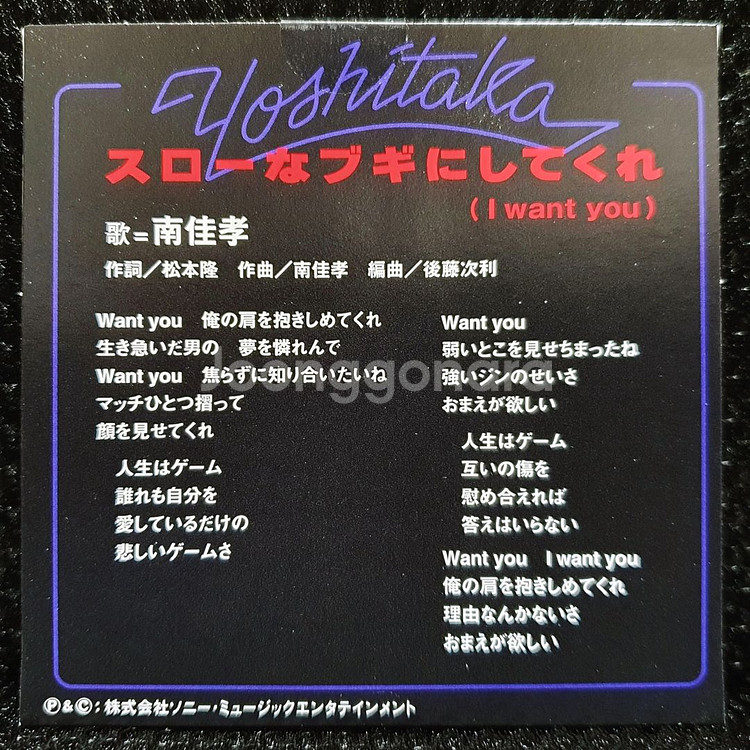 Yoshitaka
スローなブギにしてくれ
(I want you)
歌=南佳孝
作詞/松本隆 作曲/南佳孝 編曲/後藤次利
Want you 俺の肩を抱きしめてくれ
生き急いだ男の 夢を憐れんで
Want you 焦らずに知り合いたいね
マッチひとつ摺って
顔を見せてくれ
人生はゲーム
誰れも自分を
愛しているだけの
悲しいゲームさ
Want you
弱いとこを見せちまったね
強いジンのせいさ
おまえが欲しい
人生はゲーム
互いの傷を
慰め合えれば
答えはいらない
Want you I want you
俺の肩を抱きしめてくれ
理由なんかないさ
おまえが欲しい
Ⓟ&Ⓒ:株式会社ソニー・ミュージックエンタテインメント
Joonggonara